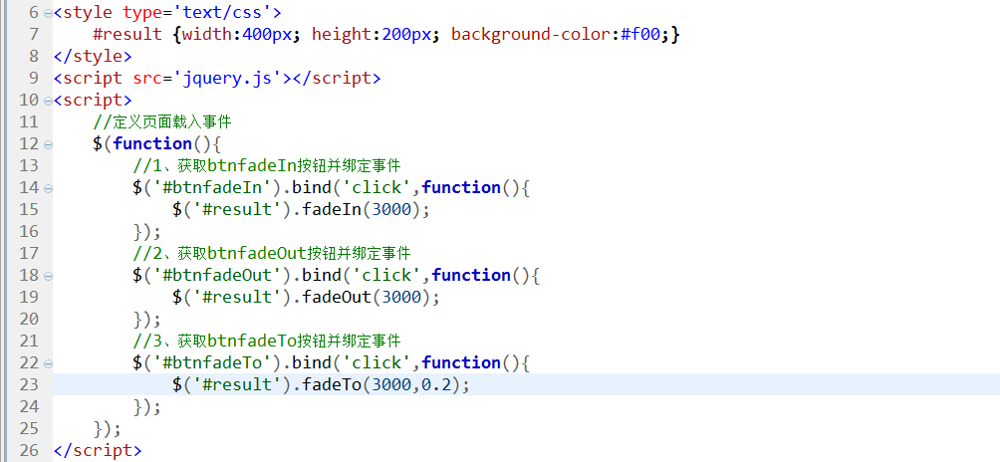 6 <style type='text/css'>
7     #result {width:400px; height:200px; background-color:#f00;}
8 </style>
9 <script src='jquery.js'></script>
10 <script>
11     //定义页面载入事件
12     $(function(){
13         //1、获取btnfadeIn按钮并绑定事件
14         $('#btnfadeIn').bind('click',function(){
15             $('#result').fadeIn(3000);
16         });
17         //2、获取btnfadeOut按钮并绑定事件
18         $('#btnfadeOut').bind('click',function(){
19             $('#result').fadeOut(3000);
20         });
21         //3、获取btnfadeTo按钮并绑定事件
22         $('#btnfadeTo').bind('click',function(){
23             $('#result').fadeTo(3000,0.2);
24         });
25     });
26 </script>